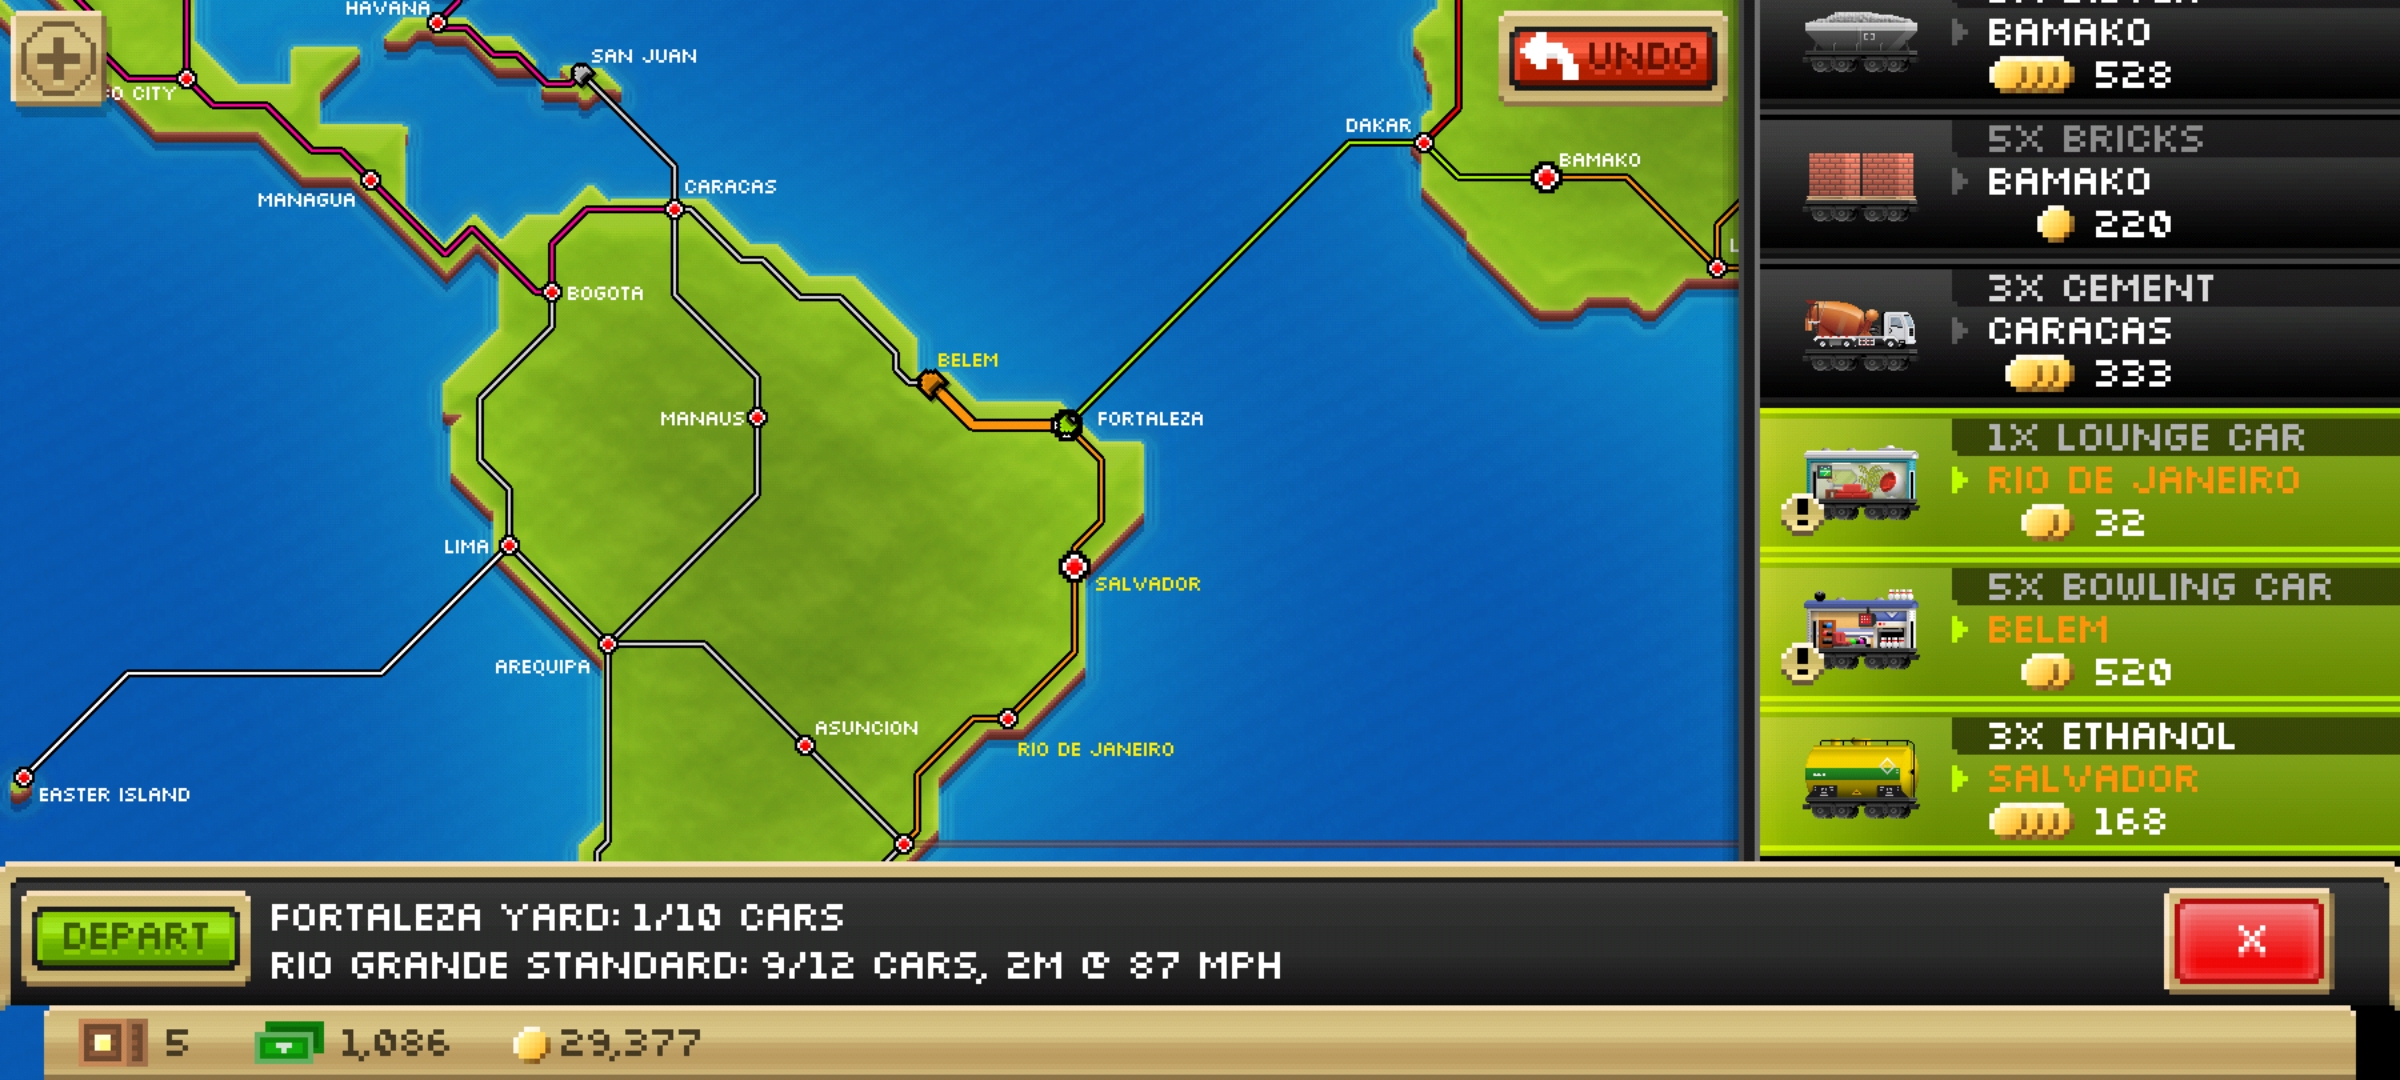 HAVANA
SAN JUAN
O CITY
MANAGUA
CARACAS
BOGOTA
DAKAR
BAMAKO
L
BELEM
MANAUS
FORTALEZA
LIMA
SALVADOR
AREQUIPA
ASUNCION
RIO DE JANEIRO
EASTER ISLAND
UNDO
BAMAKO
528
5X BRICKS
BAMAKO
220
3X CEMENT
CARACAS
333
1X LOUNGE CAR
RIO DE JANEIRO
32
5X BOWLING CAR
BELEM
520
3X ETHANOL
SALVADOR
168
DEPART
FORTALEZA YARD: 1/10 CARS
RIO GRANDE STANDARD: 9/12 CARS, 2M @ 87 MPH
X
5
1,086
29,377